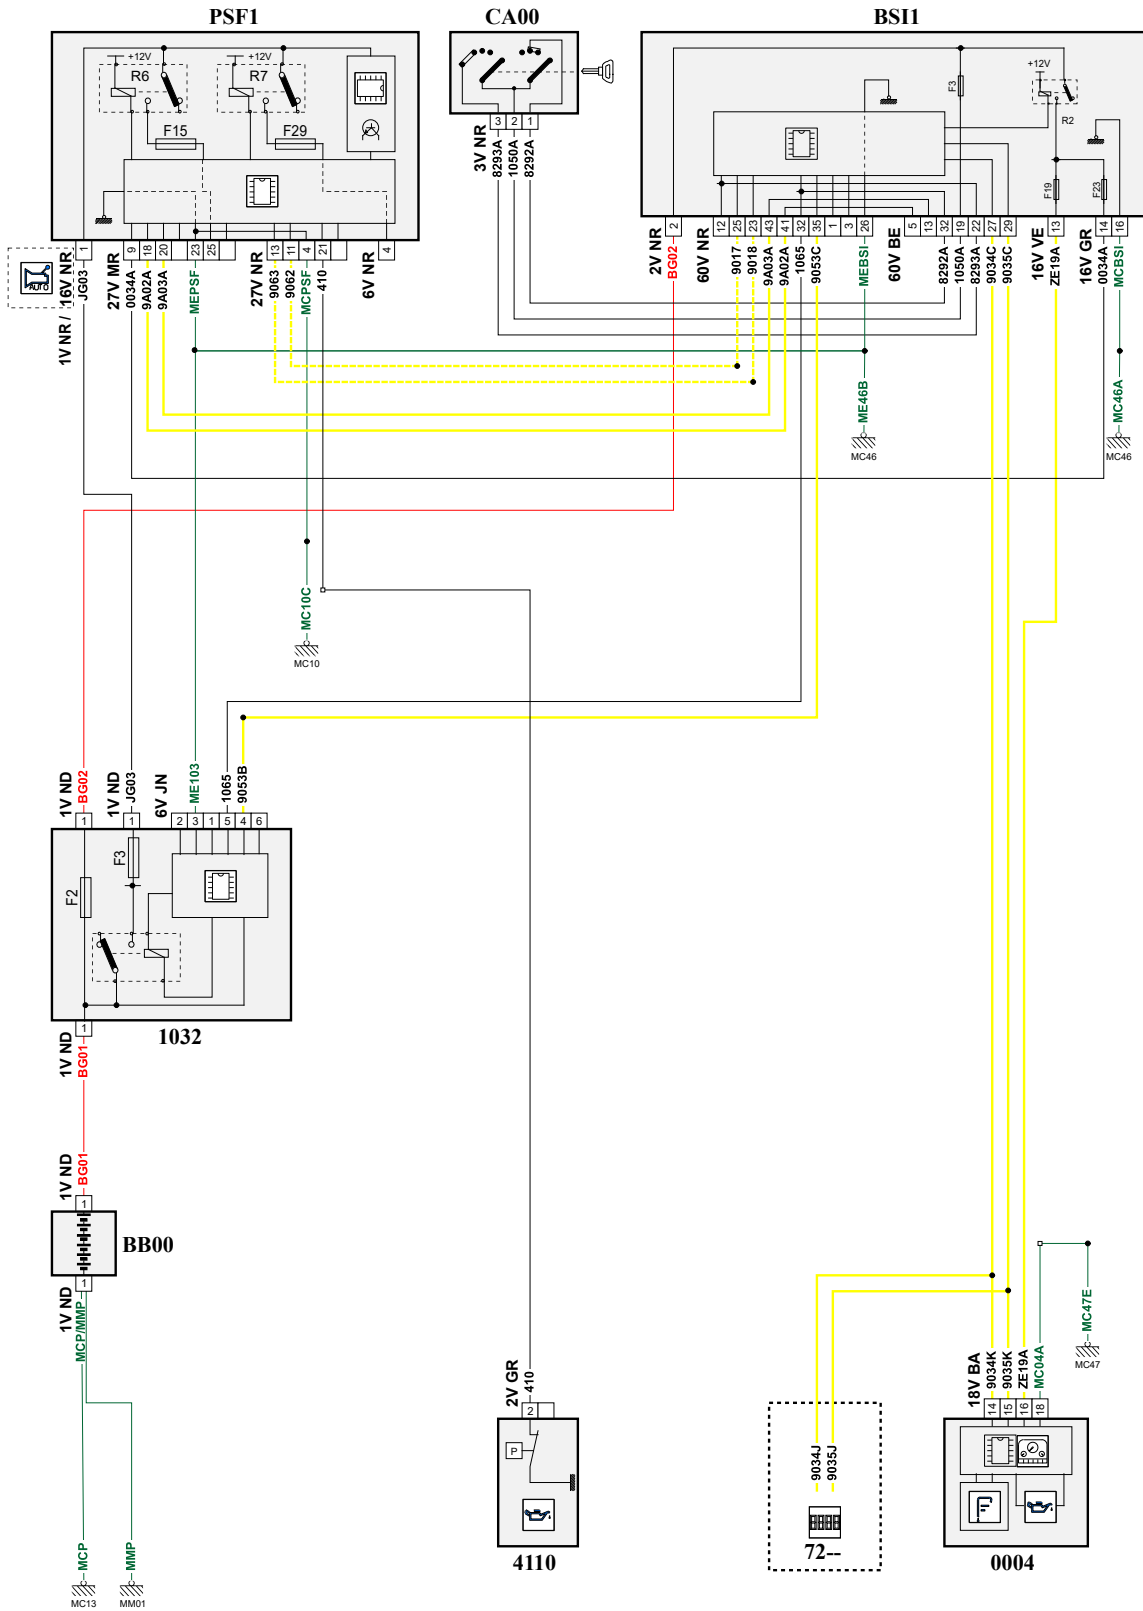 PSF1
CA00
BSI1
+12V
+12V
R6
R7
F15
F29
F3
+12V
R2
F19
F23
3 2 1
3V NR
8293A
1050A
8292A
1
9 18 20 23 25
13 11 4 21
4
AUTO
1V NR / 16V NR
JG03
27V MR
0034A
9A02A
9A03A
MEPSF
27V NR
9063
9062
MCPSF
410
6V NR
2
12 25 23 43 41 32 35 1 3 26
5 13 32 19 22 27 29
13
14 16
2V NR
BG02
60V NR
9017
9018
9A03A
9A02A
1065
9053C
MEBSI
60V BE
8292A
1050A
8293A
9034C
9035C
16V VE
ZE19A
16V GR
0034A
MCBSI
ME46B
MC46
MC46A
MC46
MC10C
MC10
1V ND
BG02
1V ND
JG03
6V JN
ME103
1065
9053B
1
1
2 3 1 5 4 6
F3
F2
1
1032
1V ND
BG01
1V ND
BG01
1
BB00
1
1V ND
MCP/MMP
MCP
MMP
MC13
MM01
2V GR
410
2
P
4110
9034J
9035J
72--
MC47E
MC47
18V BA
9034K
9035K
ZE19A
MC04A
14 15 16 18
0004